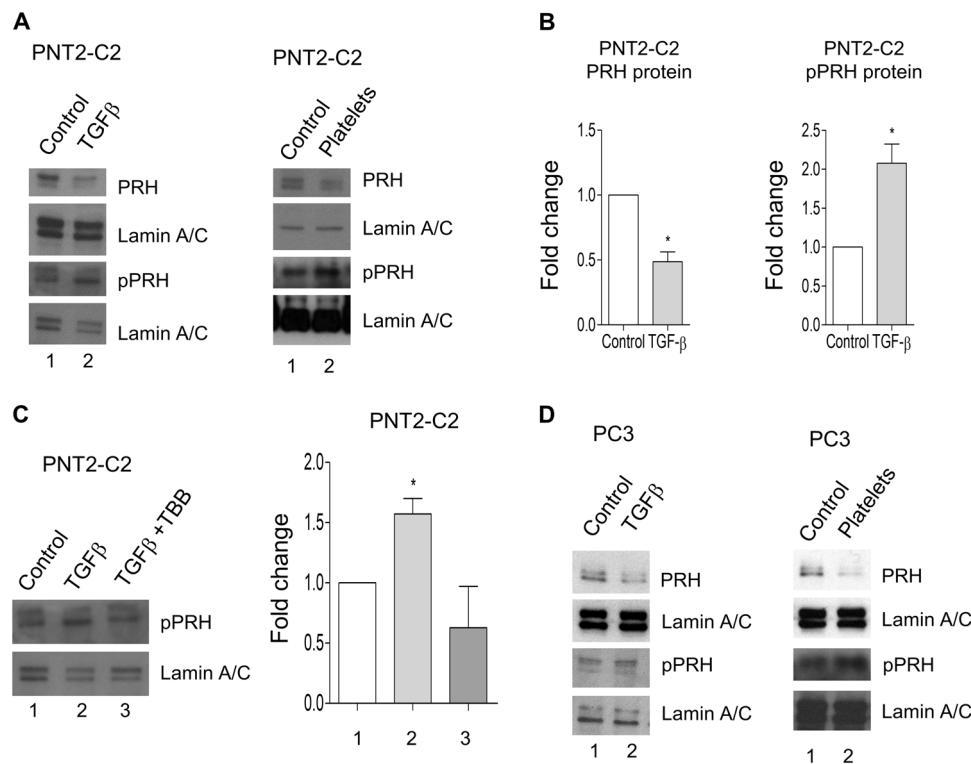 A
PNT2-C2
Control
TGFβ
PRH
Lamin A/C
pPRH
Lamin A/C
1 2
PNT2-C2
Control
Platelets
PRH
Lamin A/C
pPRH
Lamin A/C
1 2
B
PNT2-C2
PRH protein
Fold change
1.5
1.0
0.5
0.0
*
Control TGF-β
PNT2-C2
pPRH protein
Fold change
2.5
2.0
1.5
1.0
0.5
0.0
*
Control TGF-β
C
PNT2-C2
Control
TGFβ
TGFβ +TBB
pPRH
Lamin A/C
1 2 3
PNT2-C2
Fold change
2.0
1.5
1.0
0.5
0.0
*
1 2 3
D
PC3
Control
TGFβ
PRH
Lamin A/C
pPRH
Lamin A/C
1 2
PC3
Control
Platelets
PRH
Lamin A/C
pPRH
Lamin A/C
1 2